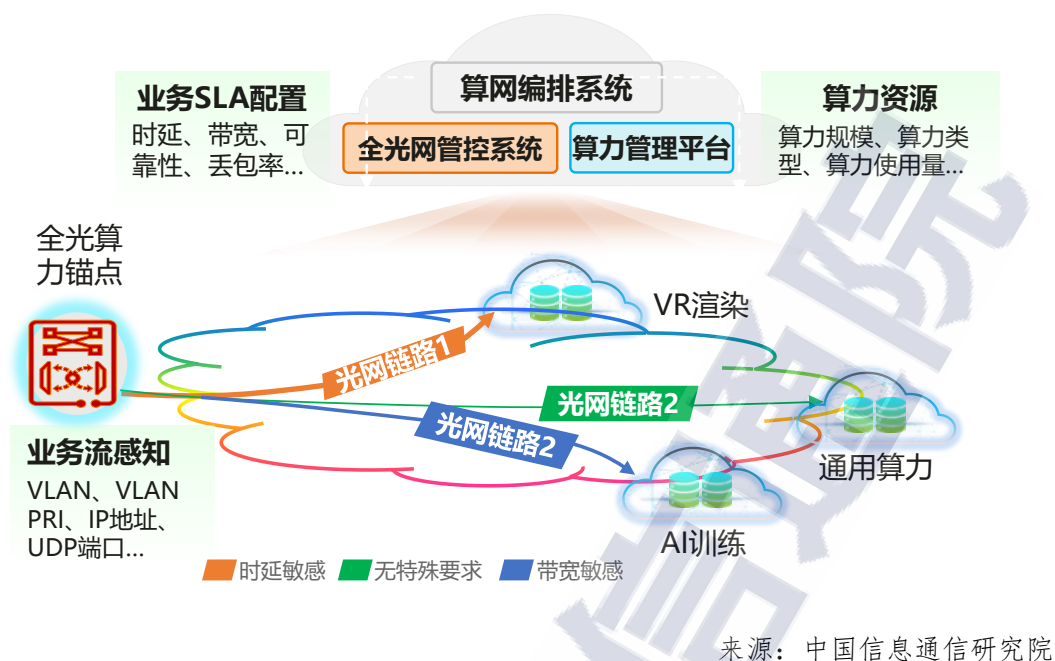 算网编排系统
业务SLA配置
时延、带宽、可
靠性、丢包率...
全光网管控系统
算力管理平台
算力资源
算力规模、算力类
型、算力使用量...
全光算
力锚点
VR渲染
光网链路1
光网链路2
光网链路2
通用算力
AI训练
业务流感知
VLAN、VLAN
PRI、IP地址、
UDP端口...
时延敏感
无特殊要求
带宽敏感
信通院
来源：中国信息通信研究院